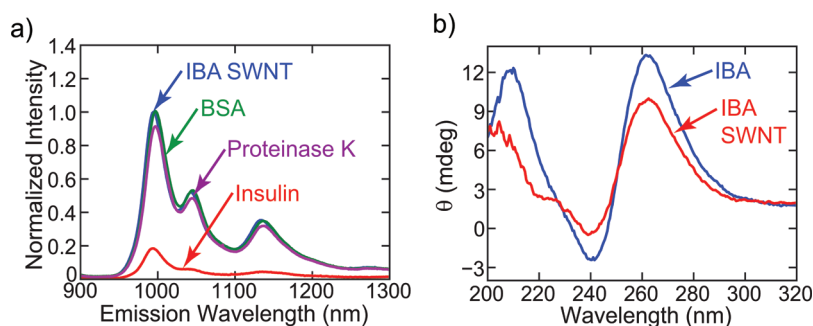 a)
Normalized Intensity
1.4
1.2
1.0
0.8
0.6
0.4
0.2
0
900
1000
1100
1200
1300
Emission Wavelength (nm)
IBA SWNT
BSA
Proteinase K
Insulin
b)
θ (mdeg)
12
9
6
3
0
−3
200
220
240
260
280
300
320
Wavelength (nm)
IBA
IBA
SWNT